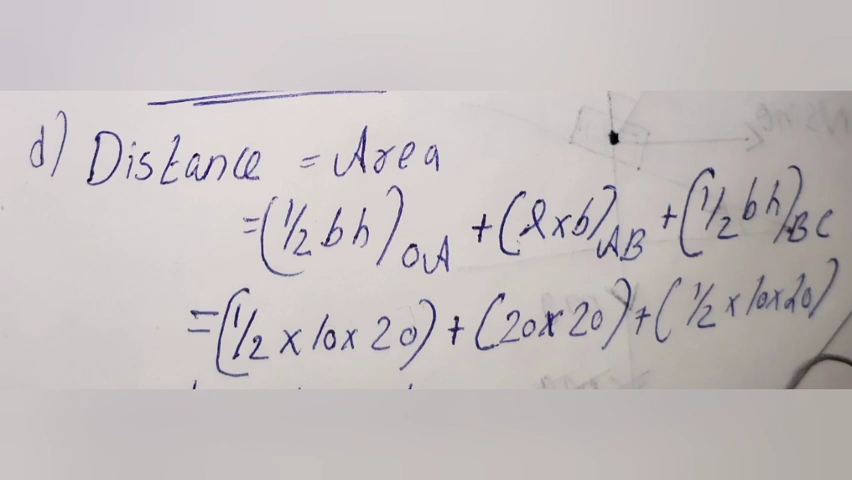 d) Distance = Area
= (1/2 bh)OA + (l x b)AB + (1/2 bh)BC
= (1/2 x 10 x 20) + (20 x 20) + (1/2 x 10 x 20)